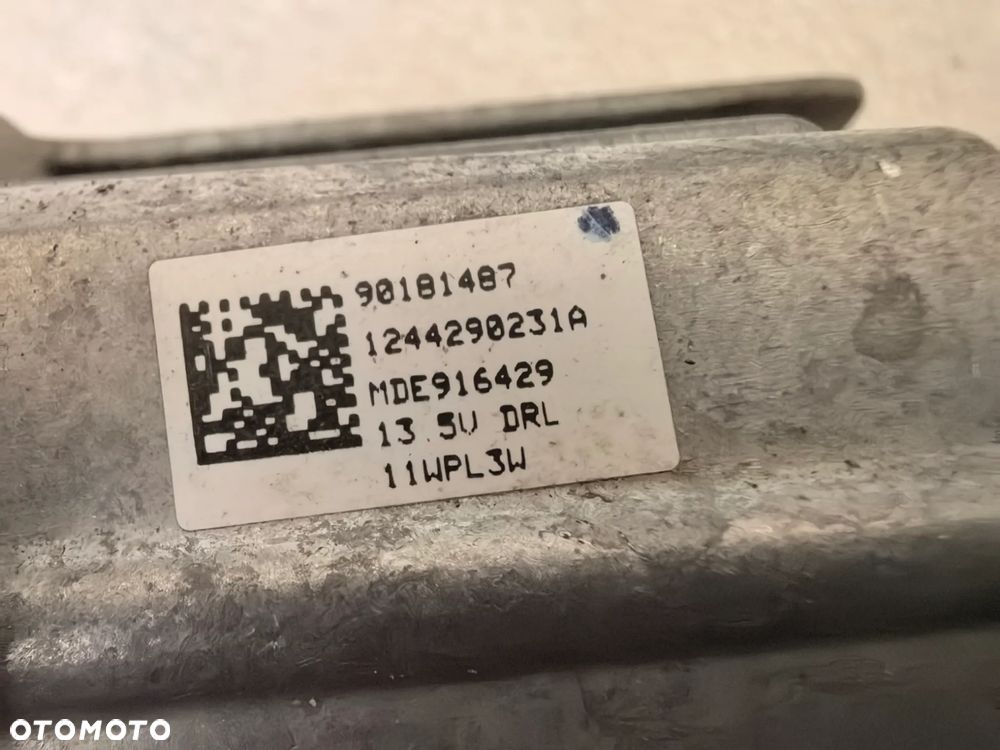 90181487
1244290231A
MDE916429
13.5V DRL
11WPL3W
OTOMOTO